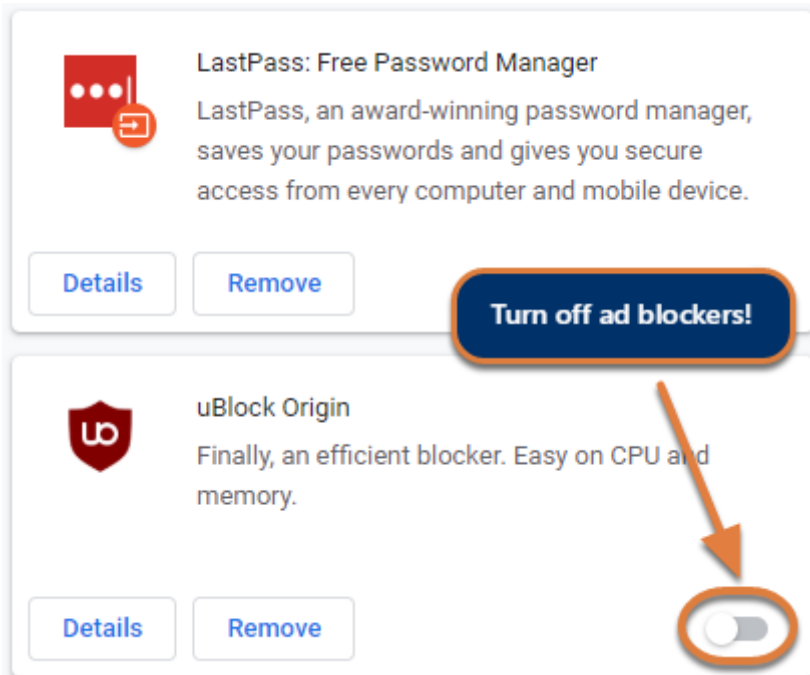 LastPass: Free Password Manager
LastPass, an award-winning password manager,
saves your passwords and gives you secure
access from every computer and mobile device.
Details
Remove
Turn off ad blockers!
uBlock Origin
Finally, an efficient blocker. Easy on CPU and
memory.
Details
Remove